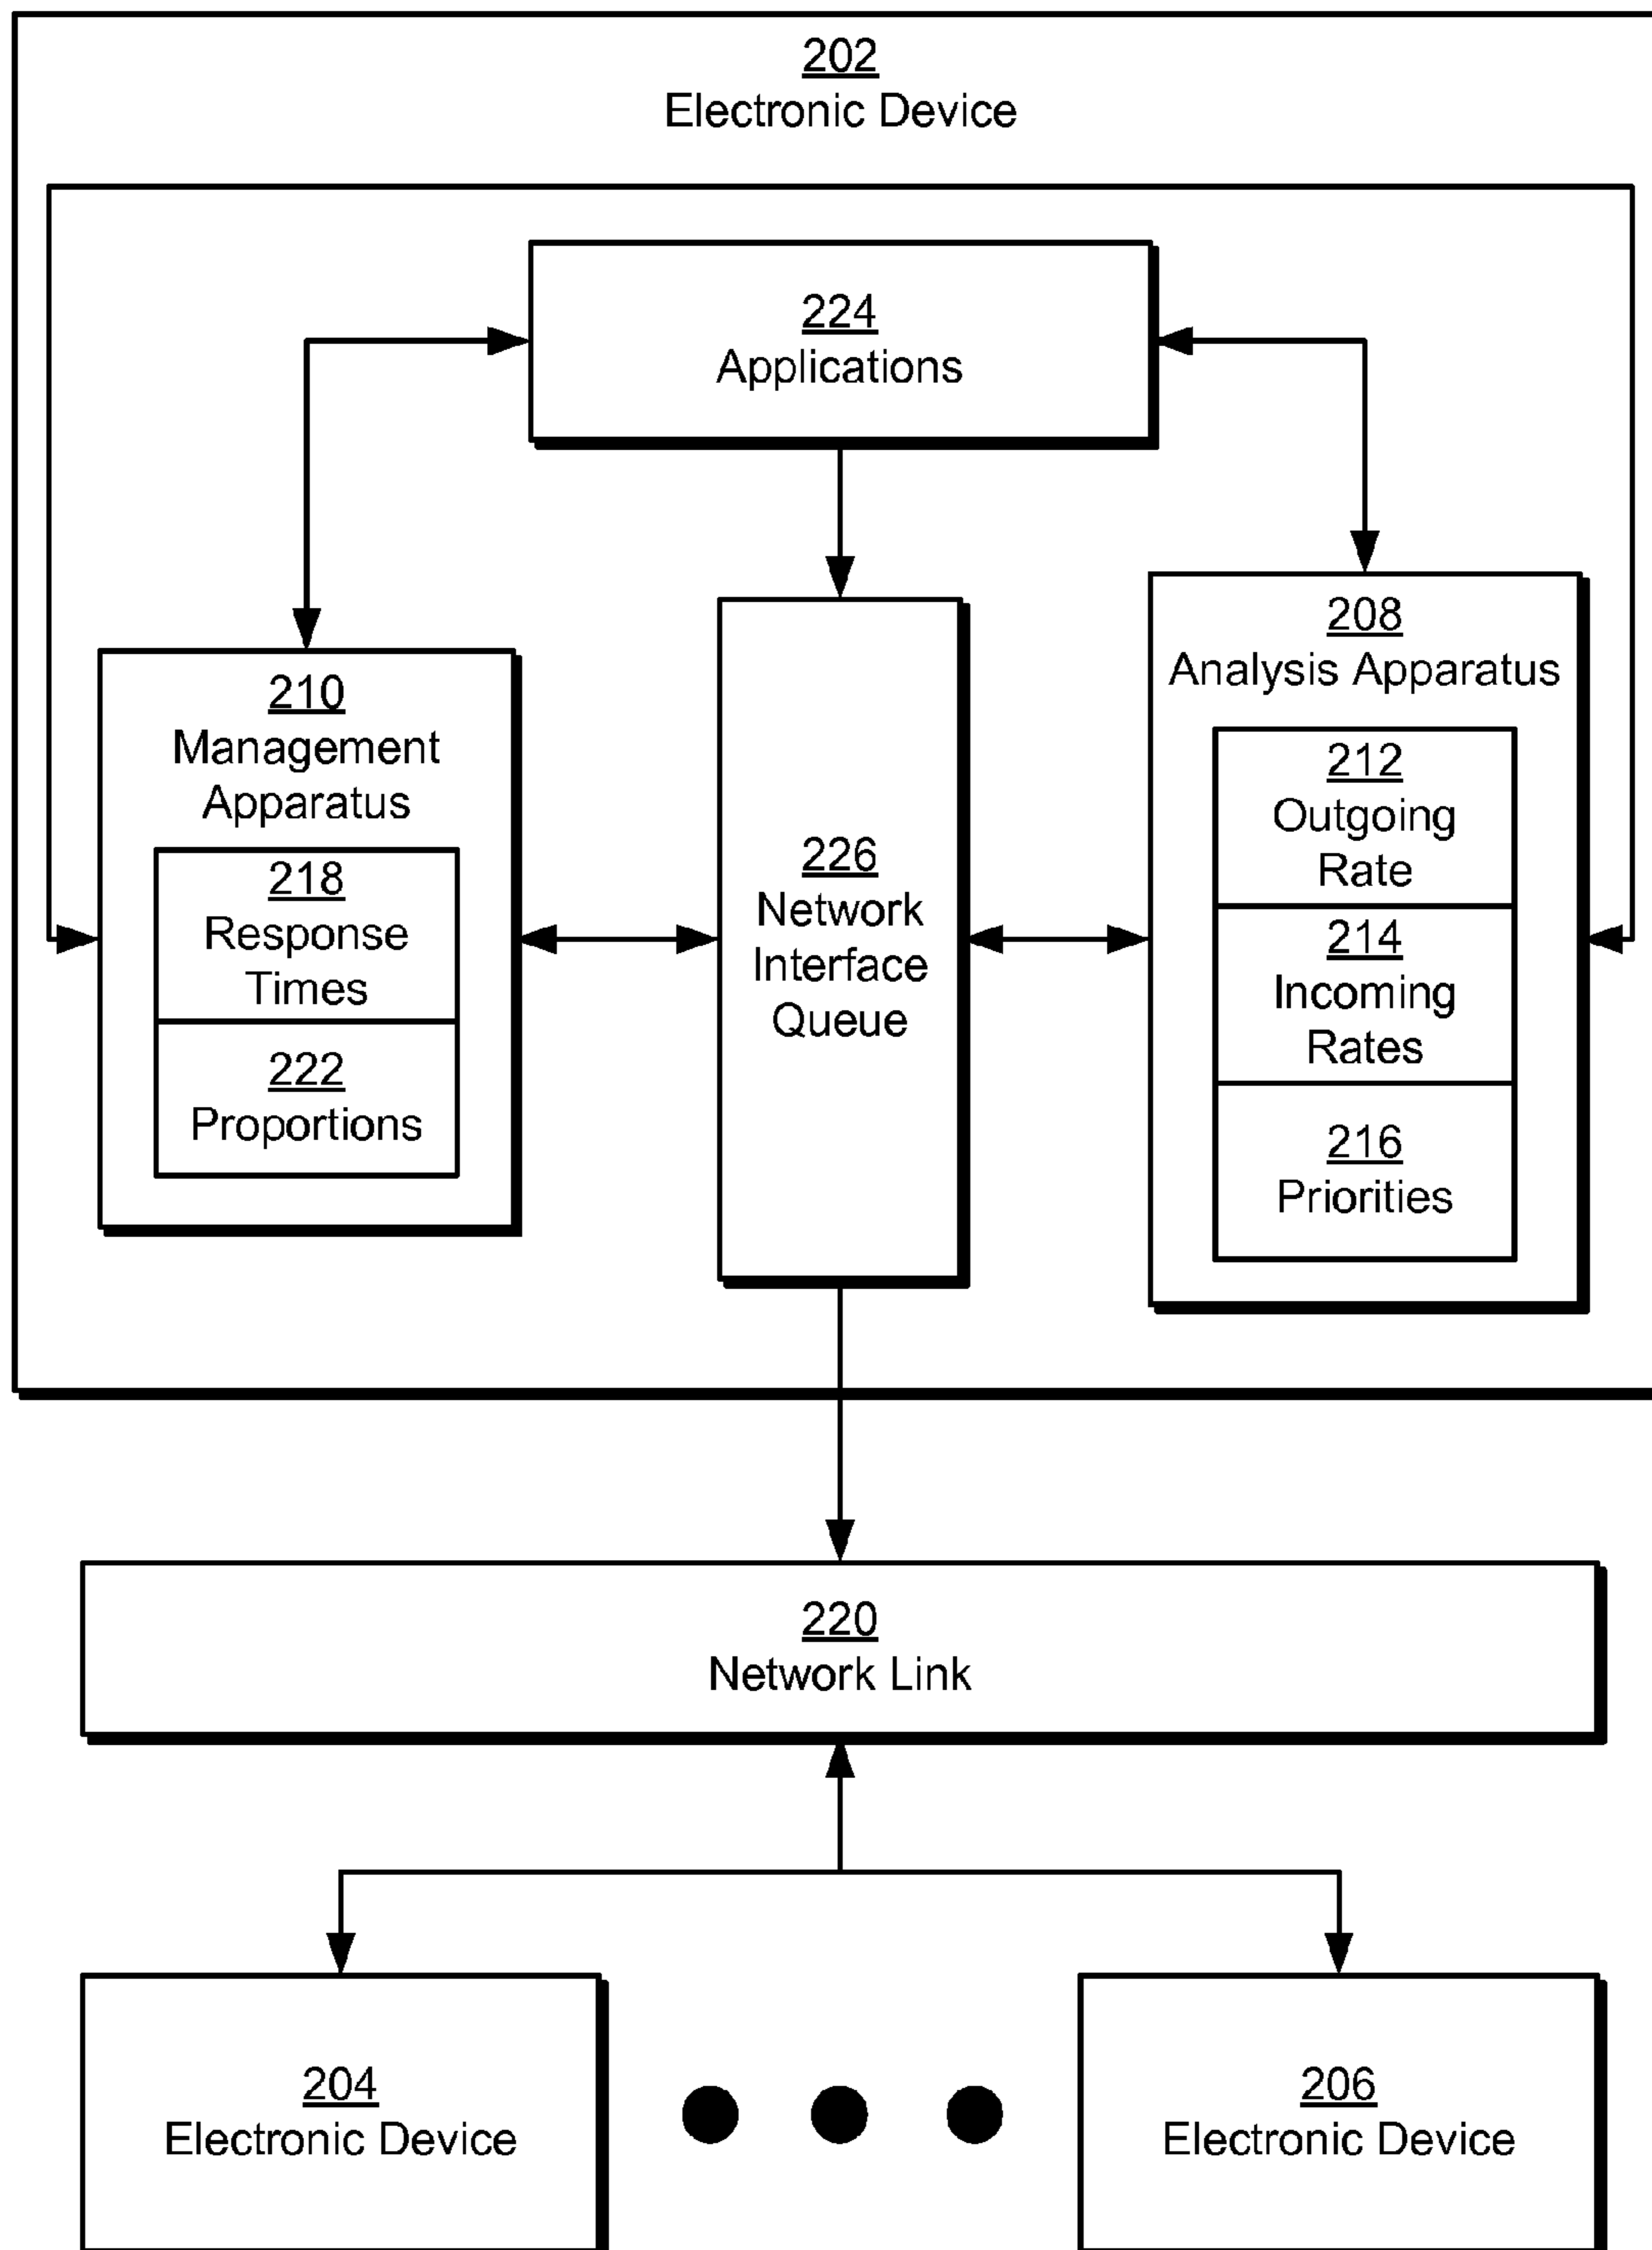 202
Electronic Device
224
Applications
210
Management
Apparatus
218
Response
Times
222
Proportions
226
Network
Interface
Queue
208
Analysis Apparatus
212
Outgoing
Rate
214
Incoming
Rates
216
Priorities
220
Network Link
204
Electronic Device
206
Electronic Device